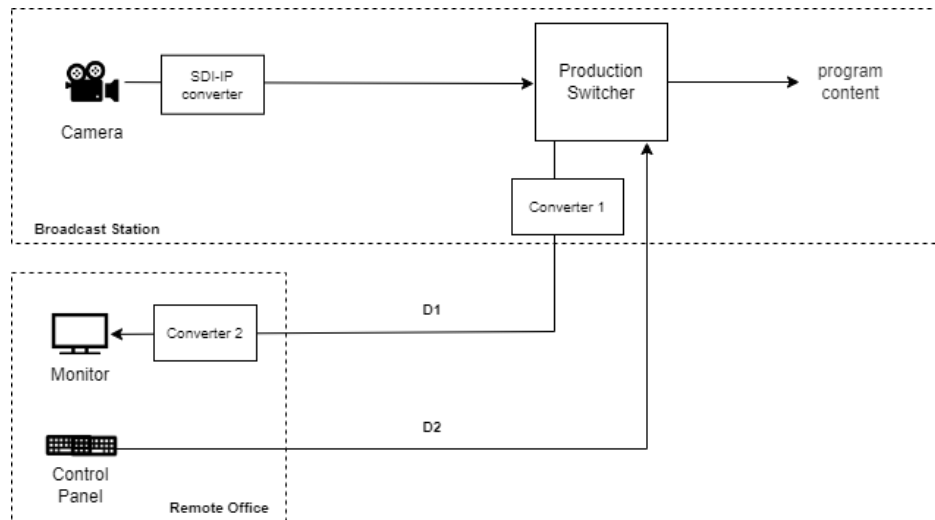 SDI-IP
converter
Production
Switcher
program
content
Camera
Converter 1
Broadcast Station
D1
Converter 2
Monitor
D2
Control
Panel
Remote Office